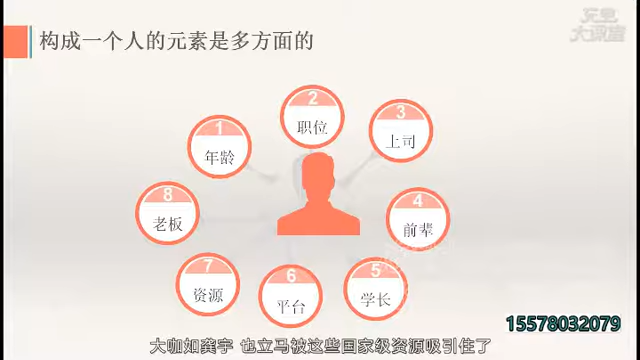 构成一个人的元素是多方面的
大课堂
1
年龄
2
职位
3
上司
4
前辈
5
学长
6
平台
7
资源
8
老板
15578032079
大咖如龚宇 也立马被这些国家级资源吸引住了